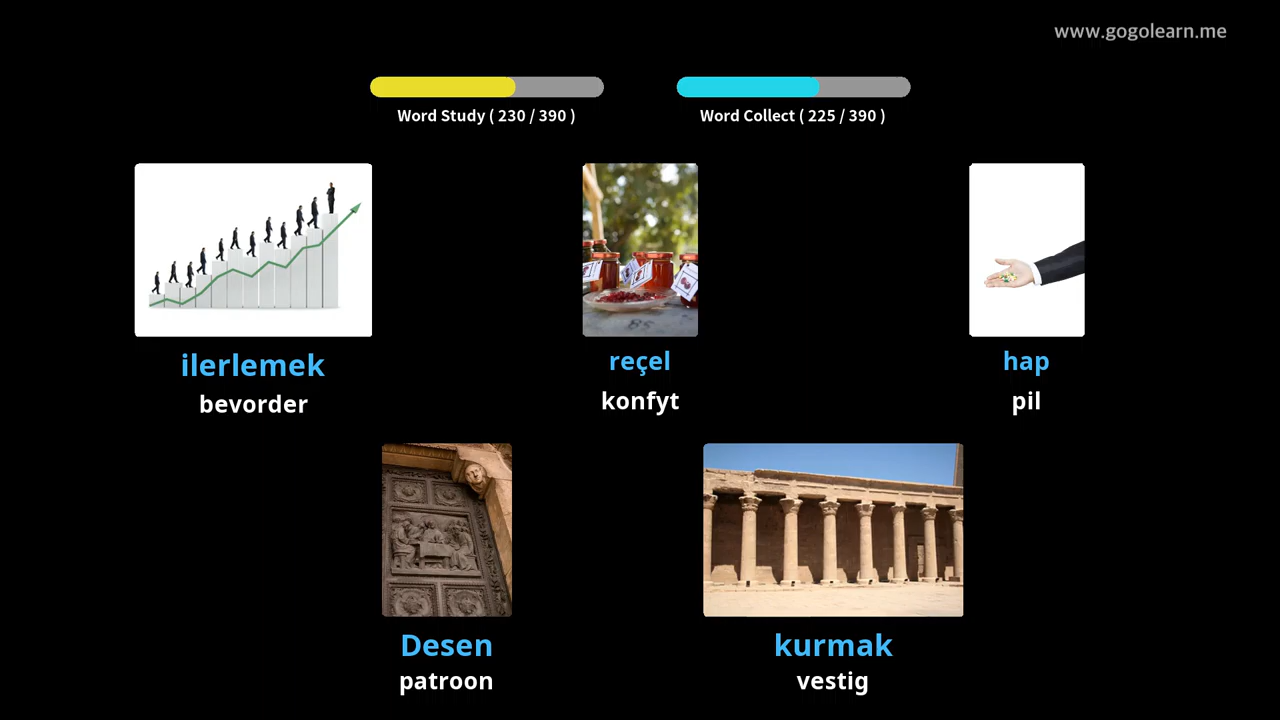 www.gogolearn.me
Word Study ( 230 / 390 )
Word Collect ( 225 / 390 )
ilerlemek
bevorder
reçel
konfyt
hap
pil
Desen
patroon
kurmak
vestig